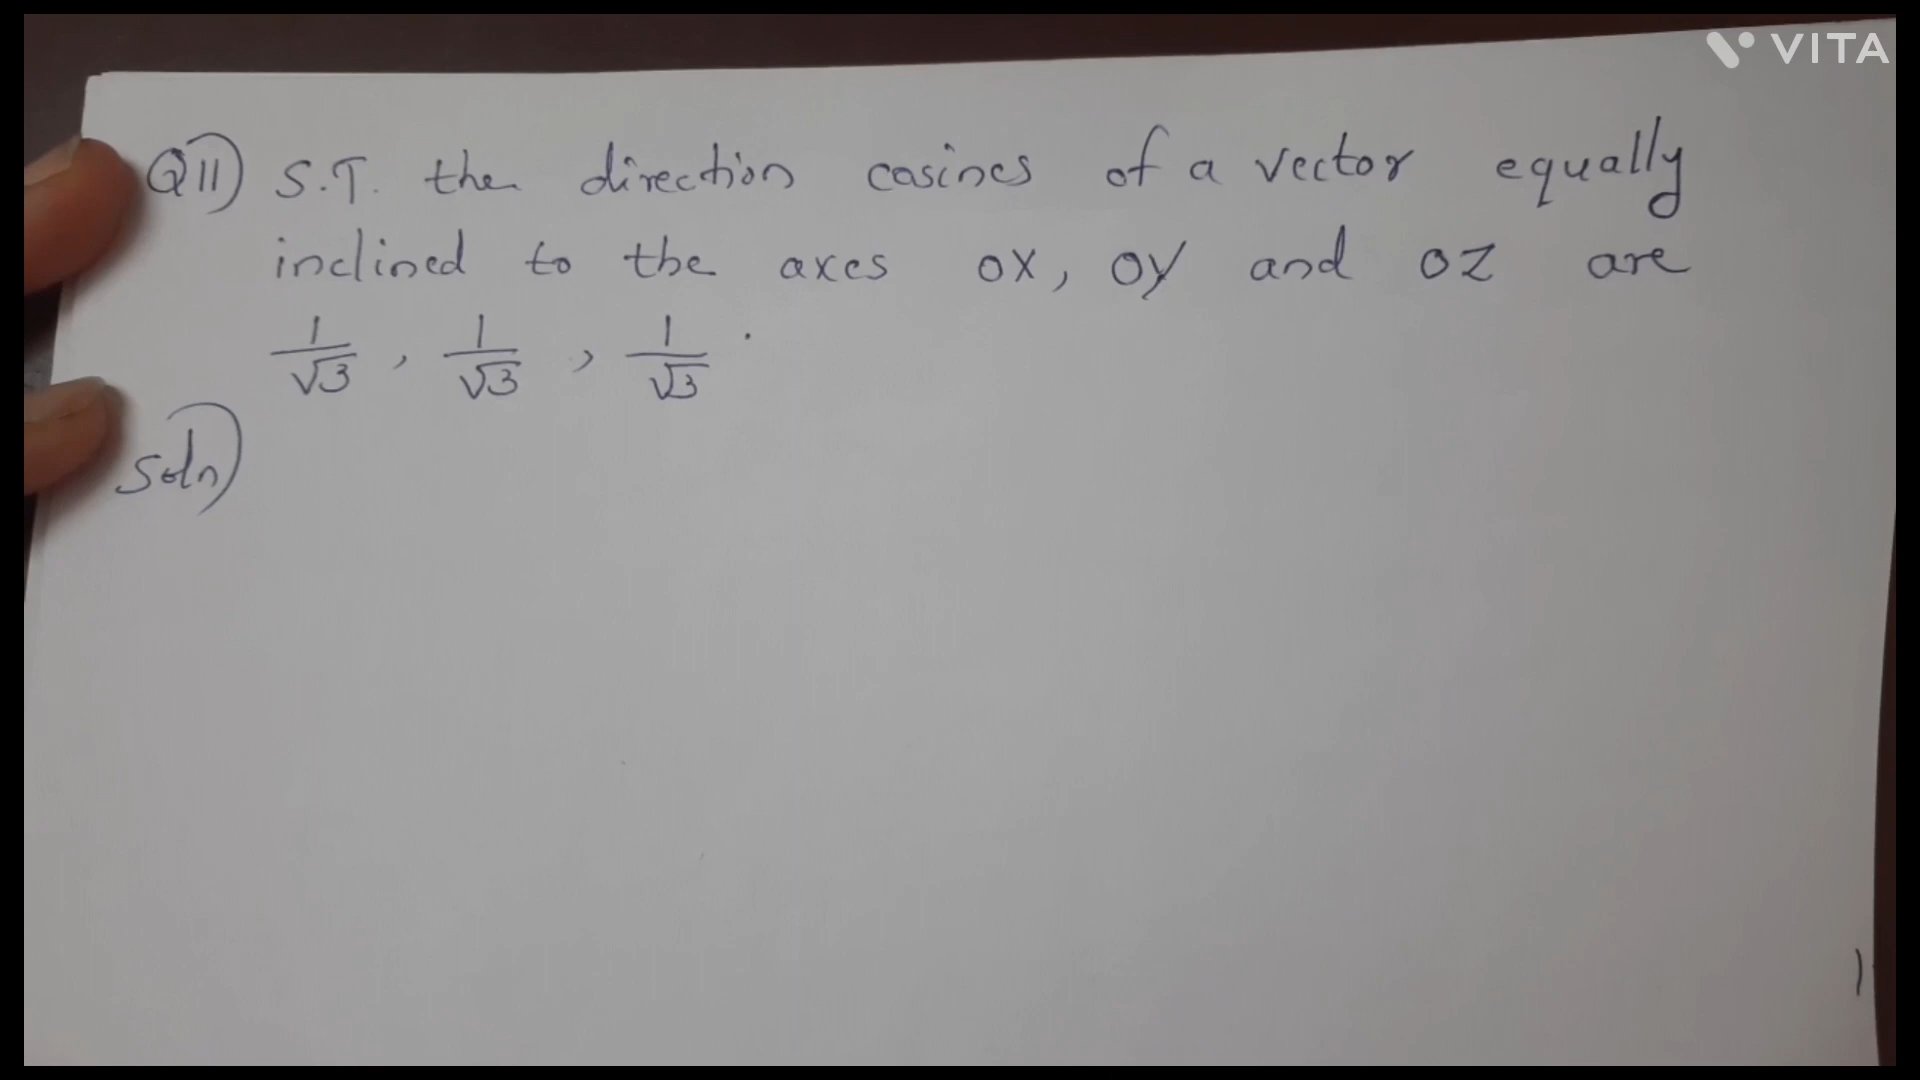 VITA
Q11) S.T. the direction cosines of a vector equally
inclined to the axes OX, OY and OZ are
1/√3, 1/√3, 1/√3.
Soln)